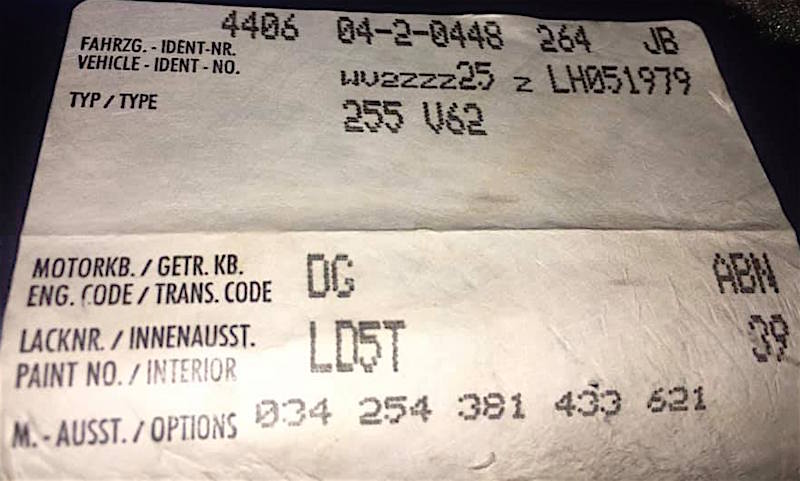 4406 04-2-0448 264 JB
FAHRZG. - IDENT-NR.
VEHICLE - IDENT - NO. WV2ZZZ25 Z LH051979
TYP / TYPE 255 V62
MOTORKB. / GETR. KB. DG ABN
ENG. CODE / TRANS. CODE
LACKNR. / INNENAUSST. LD5T 39
PAINT NO. / INTERIOR
M. - AUSST. / OPTIONS 034 254 381 433 621